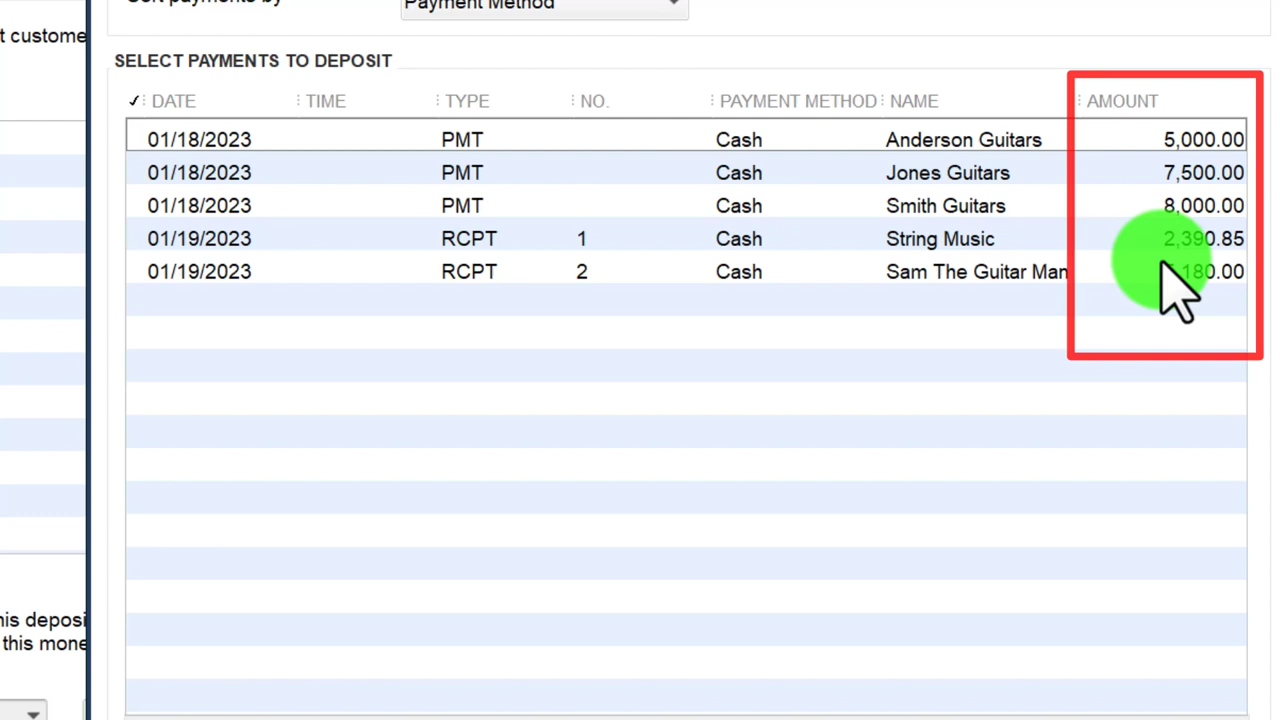 Sort payments by Payment Method
t custome
SELECT PAYMENTS TO DEPOSIT
✓ DATE TIME TYPE NO. PAYMENT METHOD NAME AMOUNT
01/18/2023 PMT Cash Anderson Guitars 5,000.00
01/18/2023 PMT Cash Jones Guitars 7,500.00
01/18/2023 PMT Cash Smith Guitars 8,000.00
01/19/2023 RCPT 1 Cash String Music 2,390.85
01/19/2023 RCPT 2 Cash Sam The Guitar Man
his deposi
this mone